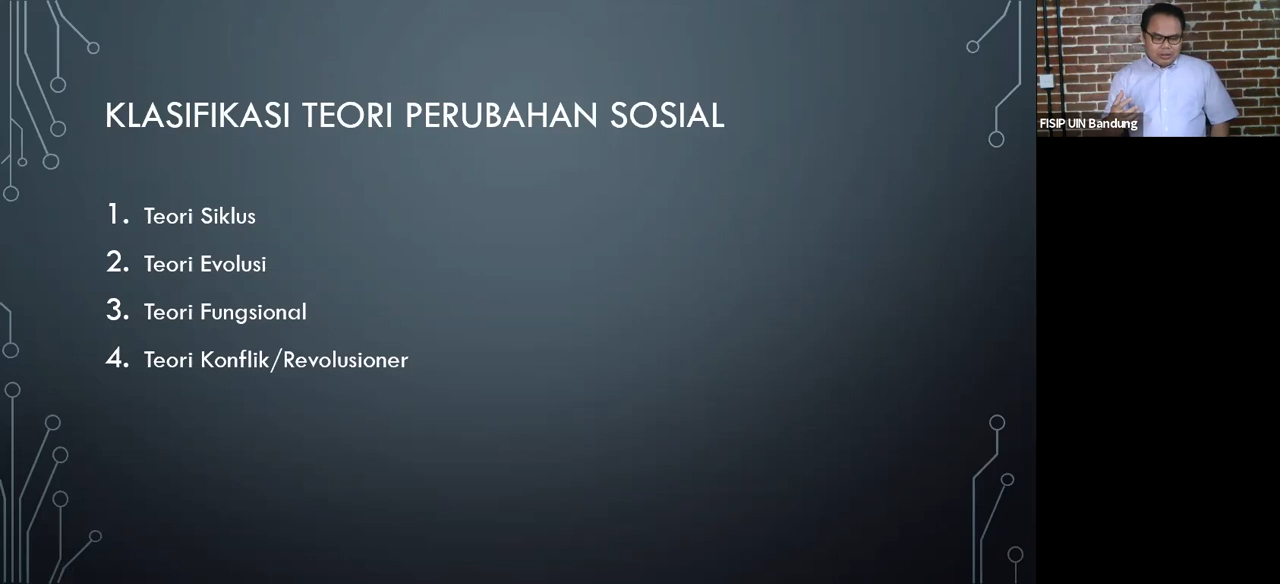 KLASIFIKASI TEORI PERUBAHAN SOSIAL
1. Teori Siklus
2. Teori Evolusi
3. Teori Fungsional
4. Teori Konflik/Revolusioner
FISIP UIN Bandung